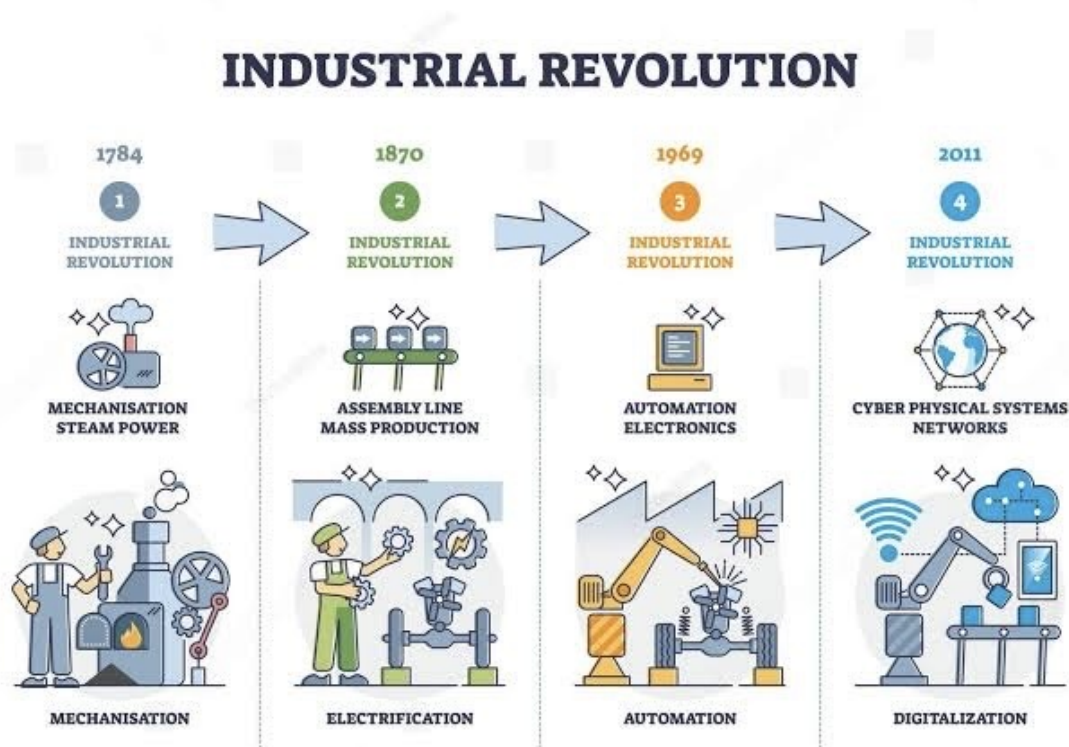 INDUSTRIAL REVOLUTION
1784
1
INDUSTRIAL
REVOLUTION
MECHANISATION
STEAM POWER
MECHANISATION
1870
2
INDUSTRIAL
REVOLUTION
ASSEMBLY LINE
MASS PRODUCTION
ELECTRIFICATION
1969
3
INDUSTRIAL
REVOLUTION
AUTOMATION
ELECTRONICS
AUTOMATION
2011
4
INDUSTRIAL
REVOLUTION
CYBER PHYSICAL SYSTEMS
NETWORKS
DIGITALIZATION